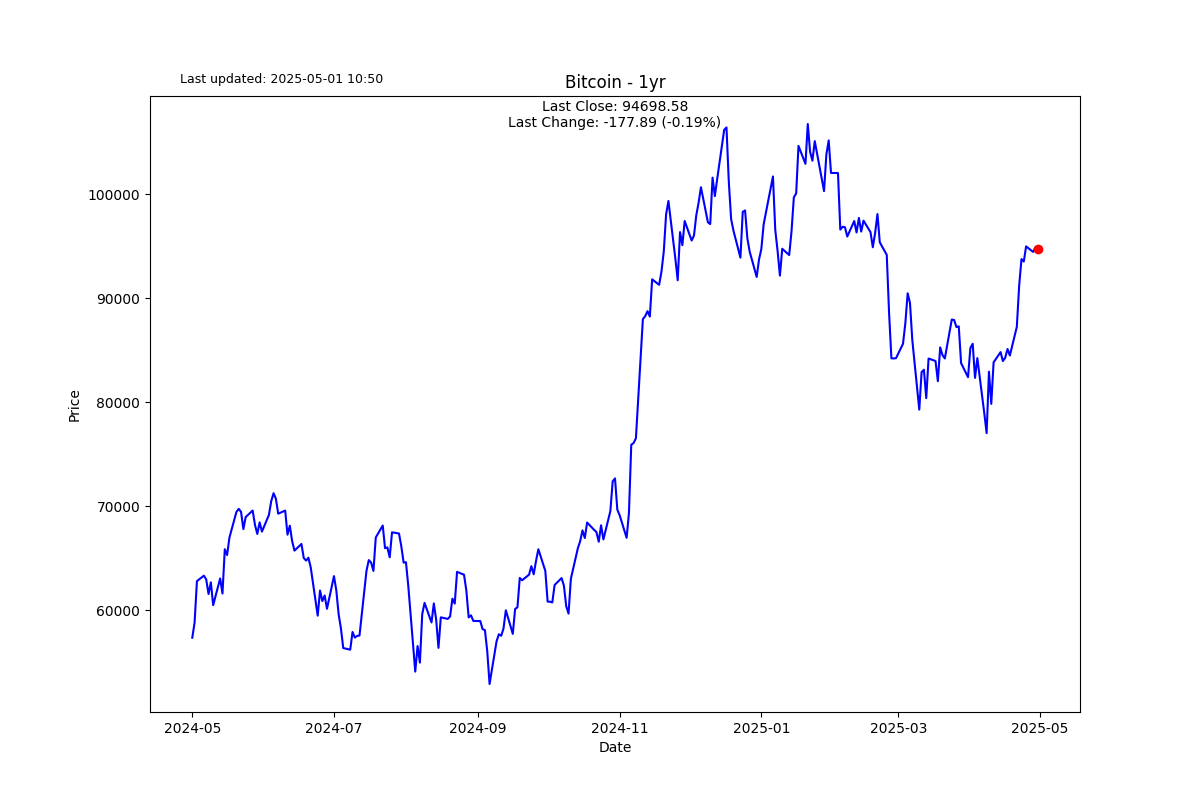 Last updated: 2025-05-01 10:50
Bitcoin - 1yr
Last Close: 94698.58
Last Change: -177.89 (-0.19%)
100000
90000
80000
70000
60000
Price
2024-05
2024-07
2024-09
2024-11
2025-01
2025-03
2025-05
Date